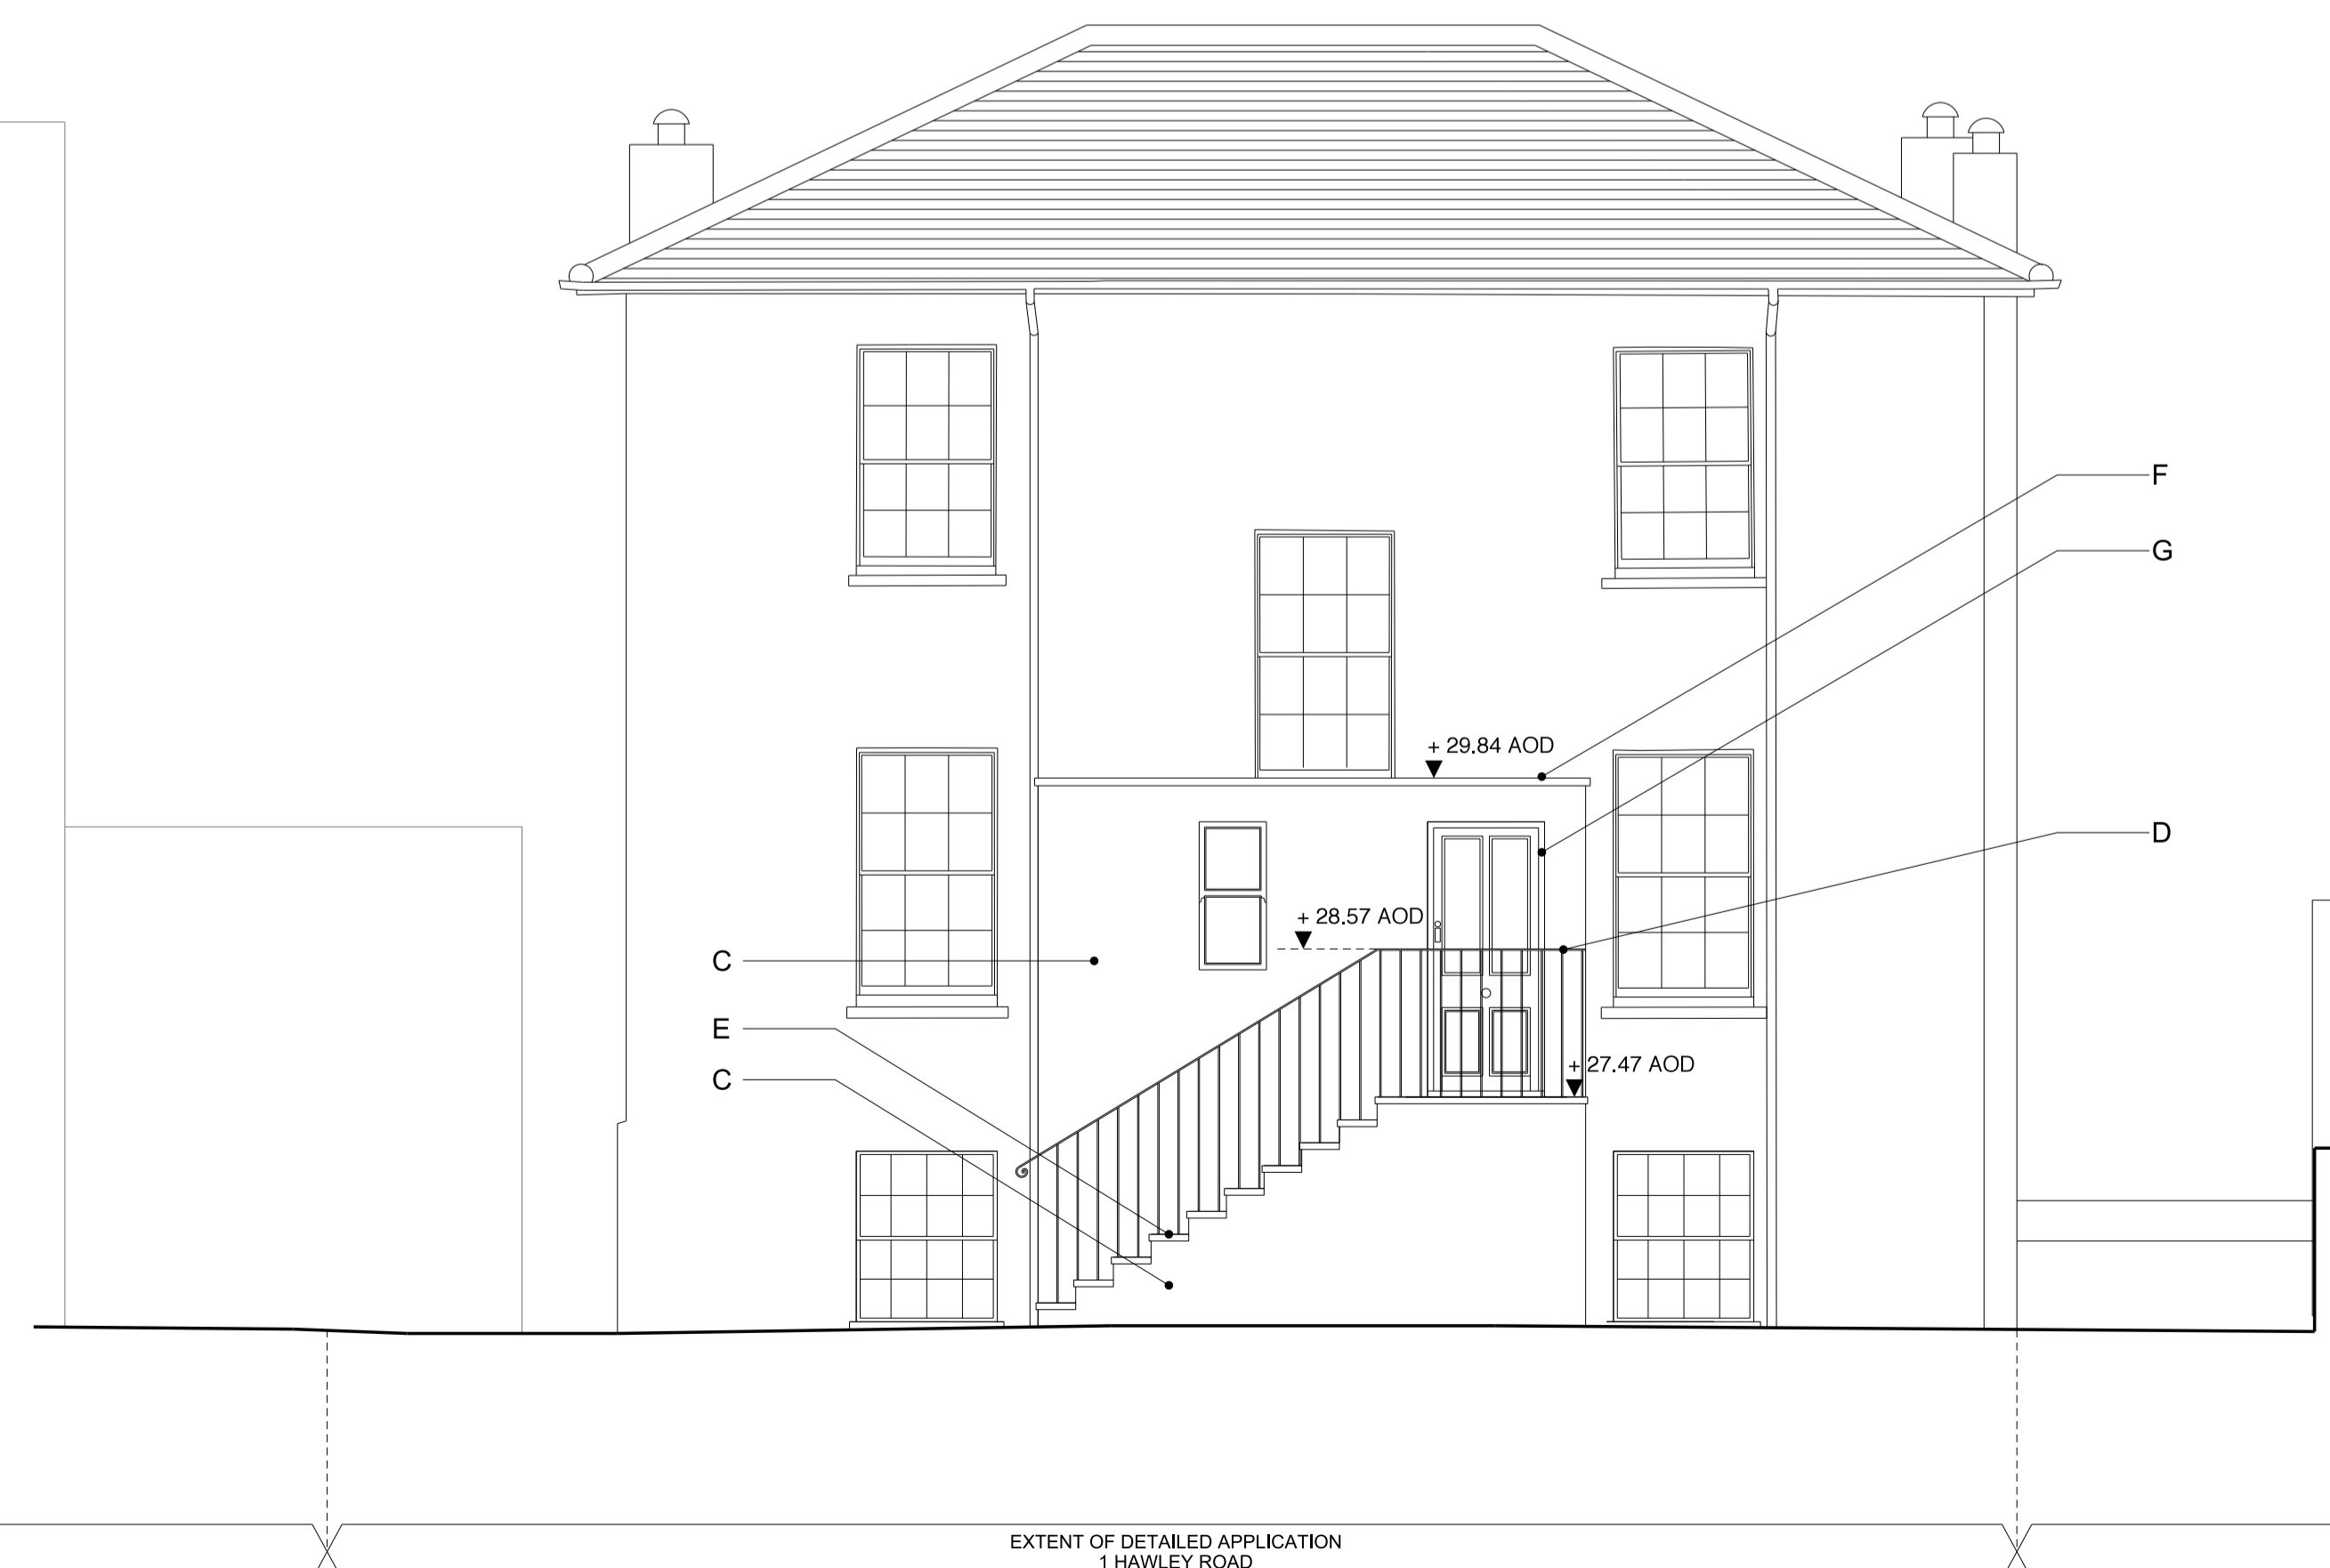 F
G
+ 29.84 AOD
D
+ 28.57 AOD
C
E
+ 27.47 AOD
C
EXTENT OF DETAILED APPLICATION
1 HAWLEY ROAD